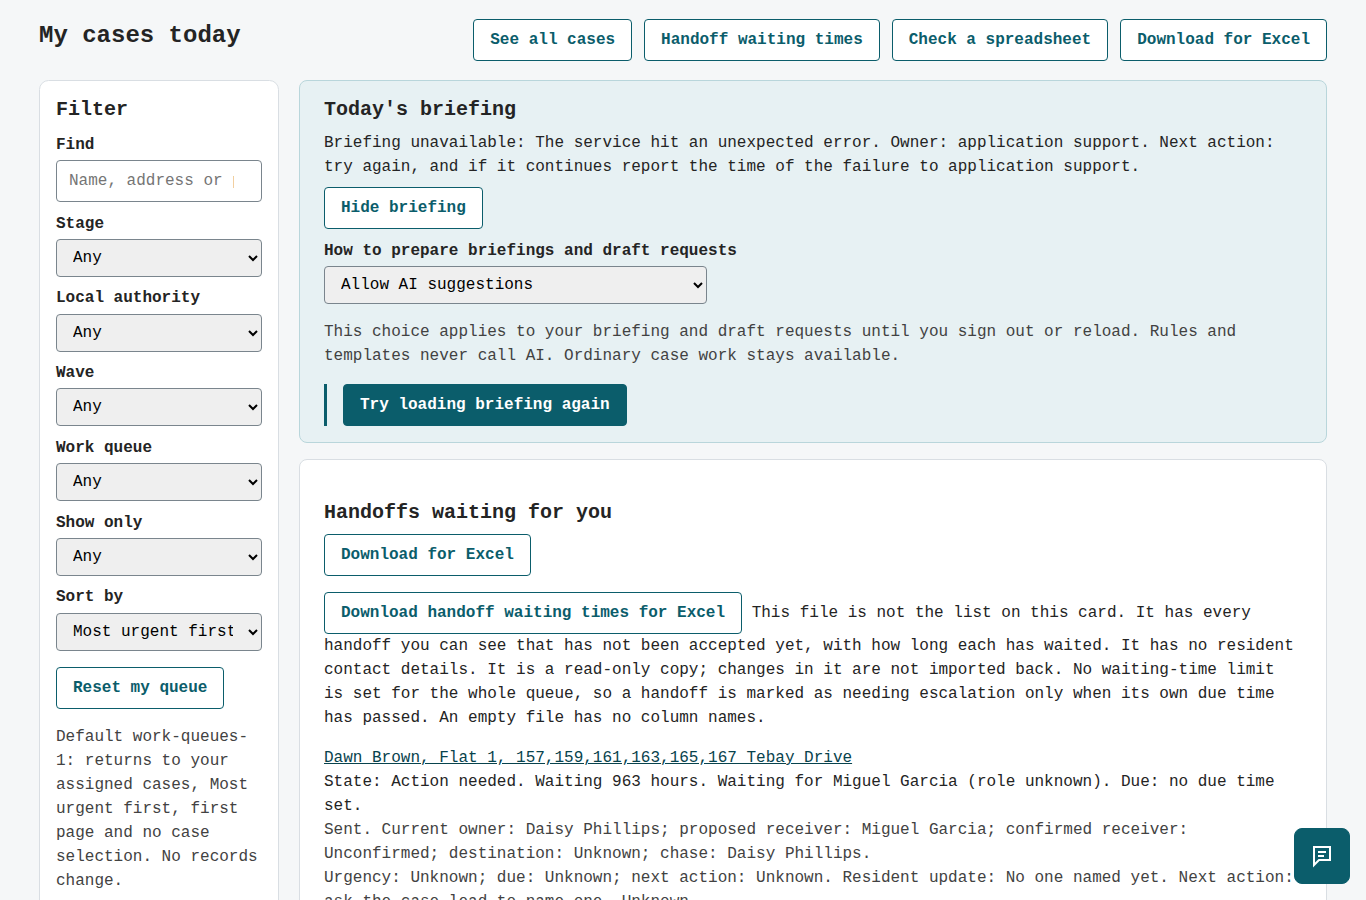 My cases today
See all cases
Handoff waiting times
Check a spreadsheet
Download for Excel
Filter
Find
Name, address or
Stage
Any
Local authority
Any
Wave
Any
Work queue
Any
Show only
Any
Sort by
Most urgent first
Reset my queue
Default work-queues-
1: returns to your
assigned cases, Most
urgent first, first
page and no case
selection. No records
change.
Today's briefing
Briefing unavailable: The service hit an unexpected error. Owner: application support. Next action:
try again, and if it continues report the time of the failure to application support.
Hide briefing
How to prepare briefings and draft requests
Allow AI suggestions
This choice applies to your briefing and draft requests until you sign out or reload. Rules and
templates never call AI. Ordinary case work stays available.
Try loading briefing again
Handoffs waiting for you
Download for Excel
Download handoff waiting times for Excel This file is not the list on this card. It has every
handoff you can see that has not been accepted yet, with how long each has waited. It has no resident
contact details. It is a read-only copy; changes in it are not imported back. No waiting-time limit
is set for the whole queue, so a handoff is marked as needing escalation only when its own due time
has passed. An empty file has no column names.
Dawn Brown, Flat 1, 157,159,161,163,165,167 Tebay Drive
State: Action needed. Waiting 963 hours. Waiting for Miguel Garcia (role unknown). Due: no due time
set.
Sent. Current owner: Daisy Phillips; proposed receiver: Miguel Garcia; confirmed receiver:
Unconfirmed; destination: Unknown; chase: Daisy Phillips.
Urgency: Unknown; due: Unknown; next action: Unknown. Resident update: No one named yet. Next action:
ask the case lead to name one. Unknown